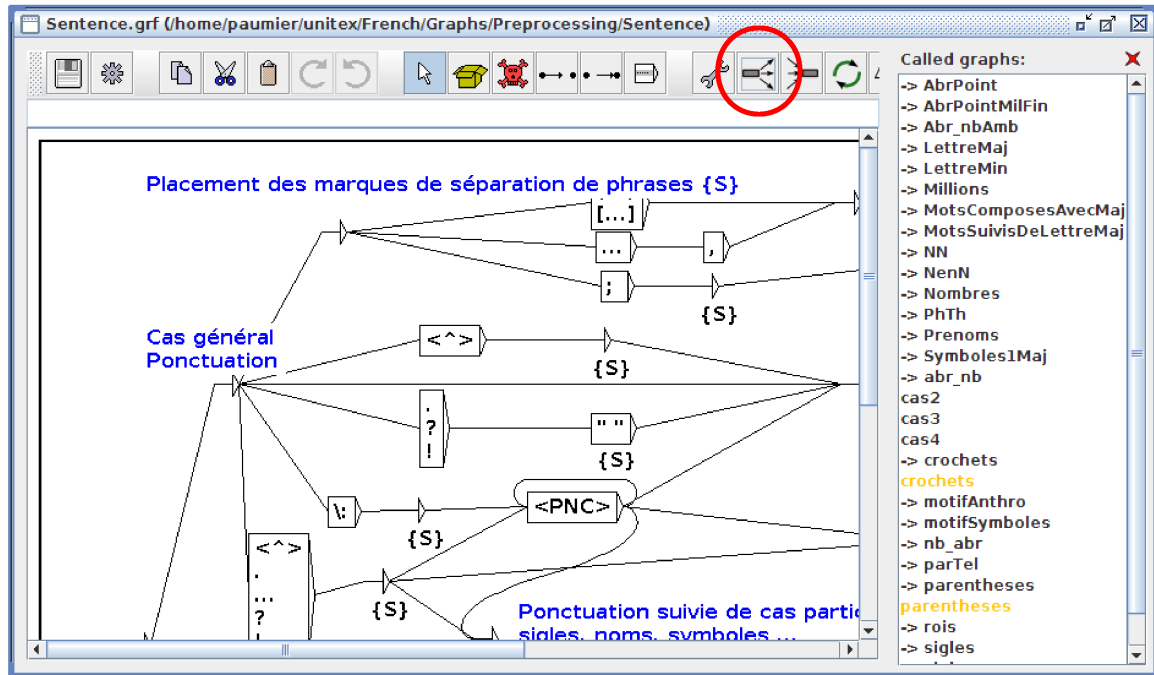 Sentence.grf (/home/paumier/unitex/French/Graphs/Preprocessing/Sentence)
Placement des marques de séparation de phrases {S}
[...]
...
,
;
{S}
Cas général
Ponctuation
<^>
{S}
.
?
!
" "
{S}
\:
{S}
<PNC>
<^>
.
...
?
!
{S}
Ponctuation suivie de cas partic
sigles, noms, symboles ...
Called graphs:
-> AbrPoint
-> AbrPointMilFin
-> Abr_nbAmb
-> LettreMaj
-> LettreMin
-> Millions
-> MotsComposesAvecMaj
-> MotsSuivisDeLettreMaj
-> NN
-> NenN
-> Nombres
-> PhTh
-> Prenoms
-> Symboles1Maj
-> abr_nb
cas2
cas3
cas4
-> crochets
crochets
-> motifAnthro
-> motifSymboles
-> nb_abr
-> parTel
-> parentheses
parentheses
-> rois
-> sigles